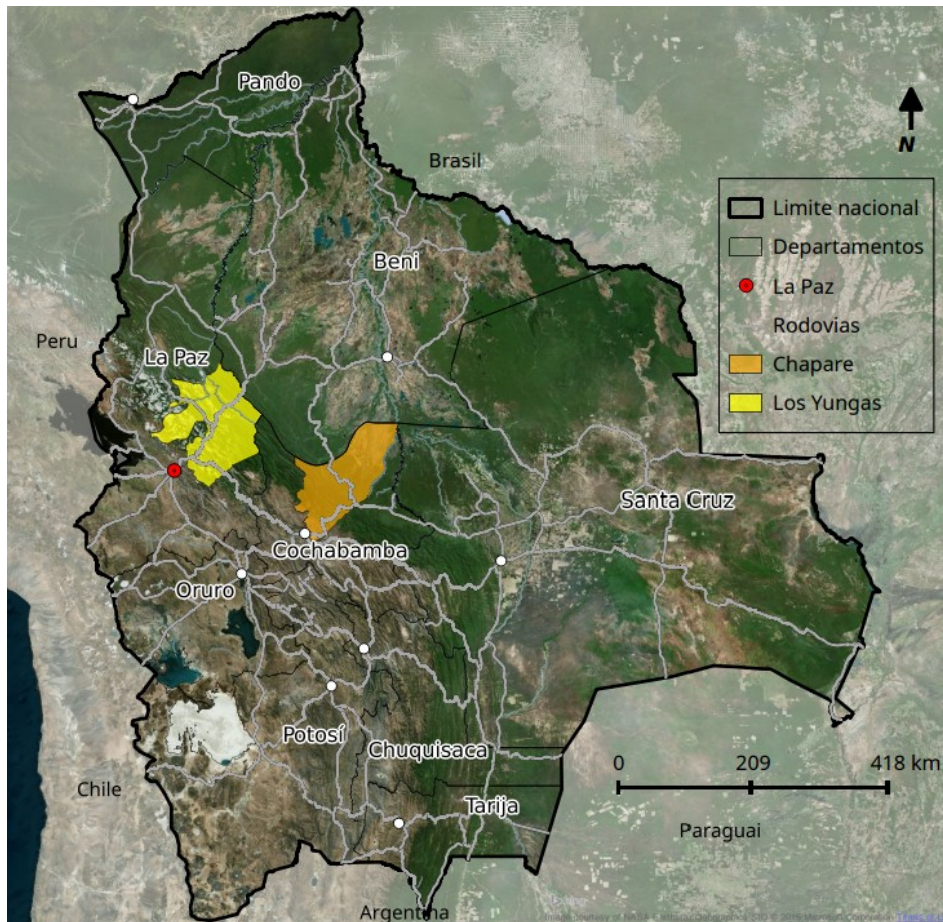 Pando
N
Brasil
Limite nacional
Departamentos
La Paz
Rodovias
Chapare
Los Yungas
Beni
Peru
La Paz
Santa Cruz
Cochabamba
Oruro
Potosí
Chuquisaca
0 209 418 km
Chile
Tarija
Paraguai
Argentina